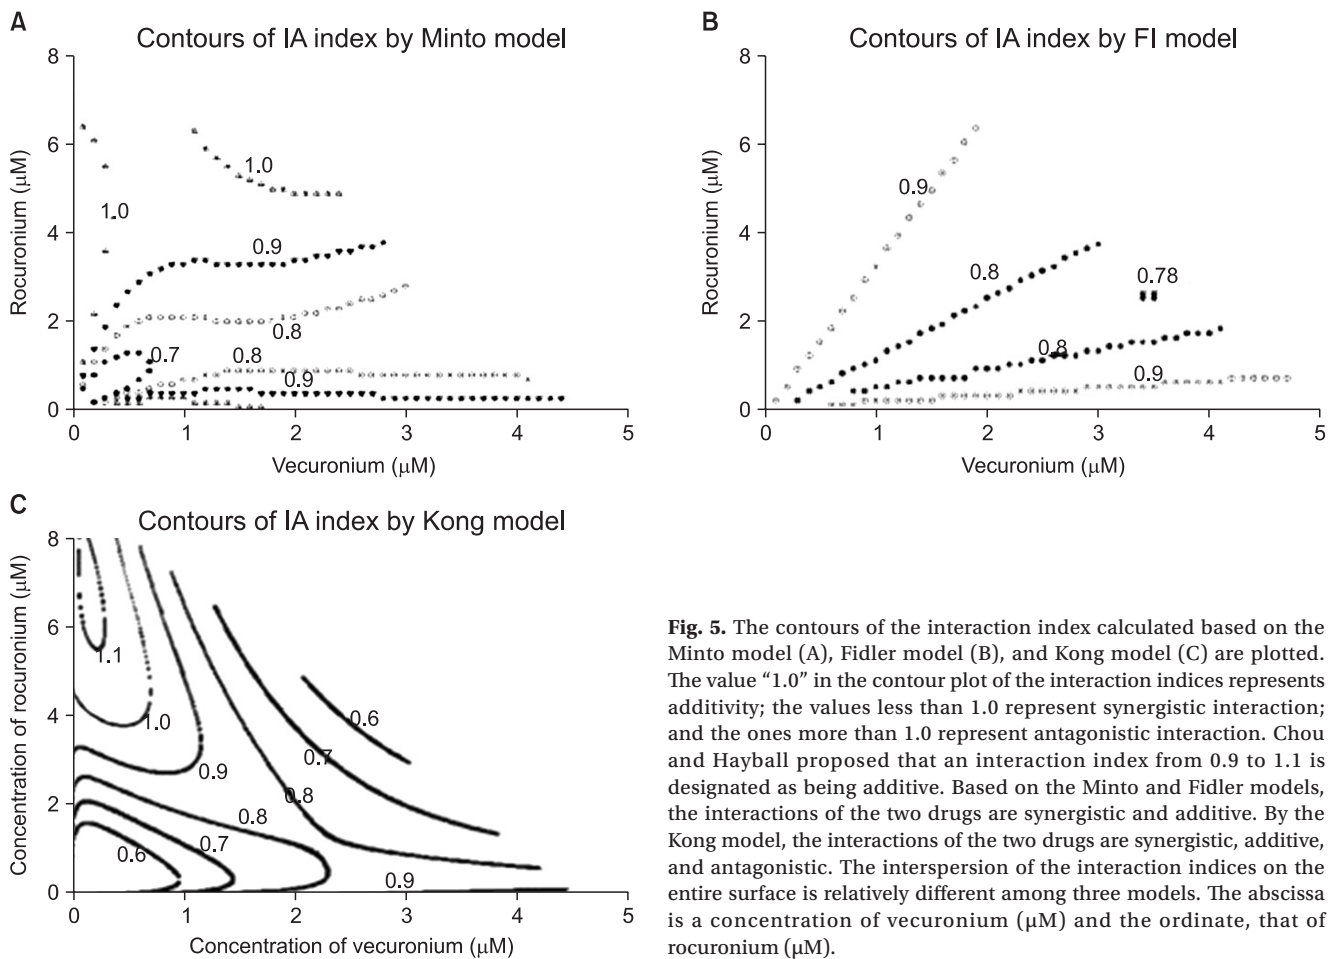 A
Contours of IA index by Minto model
8
6
4
2
0
Rocuronium (μM)
1.0
1.0
0.9
0.8
0.7
0.8
0.9
0 1 2 3 4 5
Vecuronium (μM)
B
Contours of IA index by FI model
8
6
4
2
0
Rocuronium (μM)
0.9
0.8
0.78
0.8
0.9
0 1 2 3 4 5
Vecuronium (μM)
C
Contours of IA index by Kong model
8
6
4
2
0
Concentration of rocuronium (μM)
1.1
1.0
0.9
0.8
0.7
0.6
0.6
0.7
0.8
0.9
0 1 2 3 4 5
Concentration of vecuronium (μM)
Fig. 5. The contours of the interaction index calculated based on the
Minto model (A), Fidler model (B), and Kong model (C) are plotted.
The value “1.0” in the contour plot of the interaction indices represents
additivity; the values less than 1.0 represent synergistic interaction;
and the ones more than 1.0 represent antagonistic interaction. Chou
and Hayball proposed that an interaction index from 0.9 to 1.1 is
designated as being additive. Based on the Minto and Fidler models,
the interactions of the two drugs are synergistic and additive. By the
Kong model, the interactions of the two drugs are synergistic, additive,
and antagonistic. The interspersion of the interaction indices on the
entire surface is relatively different among three models. The abscissa
is a concentration of vecuronium (μM) and the ordinate, that of
rocuronium (μM).